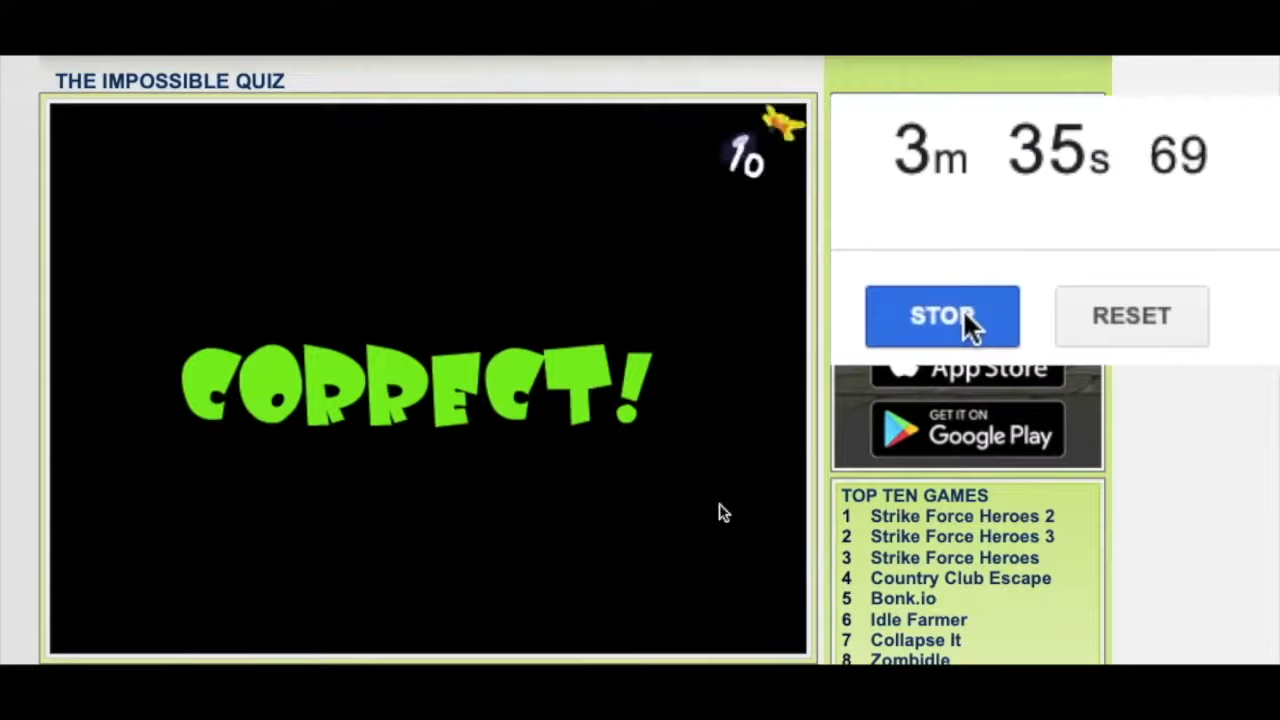 THE IMPOSSIBLE QUIZ
10
3m 35s 69
STOP
RESET
CORRECT!
App Store
GET IT ON
Google Play
TOP TEN GAMES
1 Strike Force Heroes 2
2 Strike Force Heroes 3
3 Strike Force Heroes
4 Country Club Escape
5 Bonk.io
6 Idle Farmer
7 Collapse It
8 Zombidle